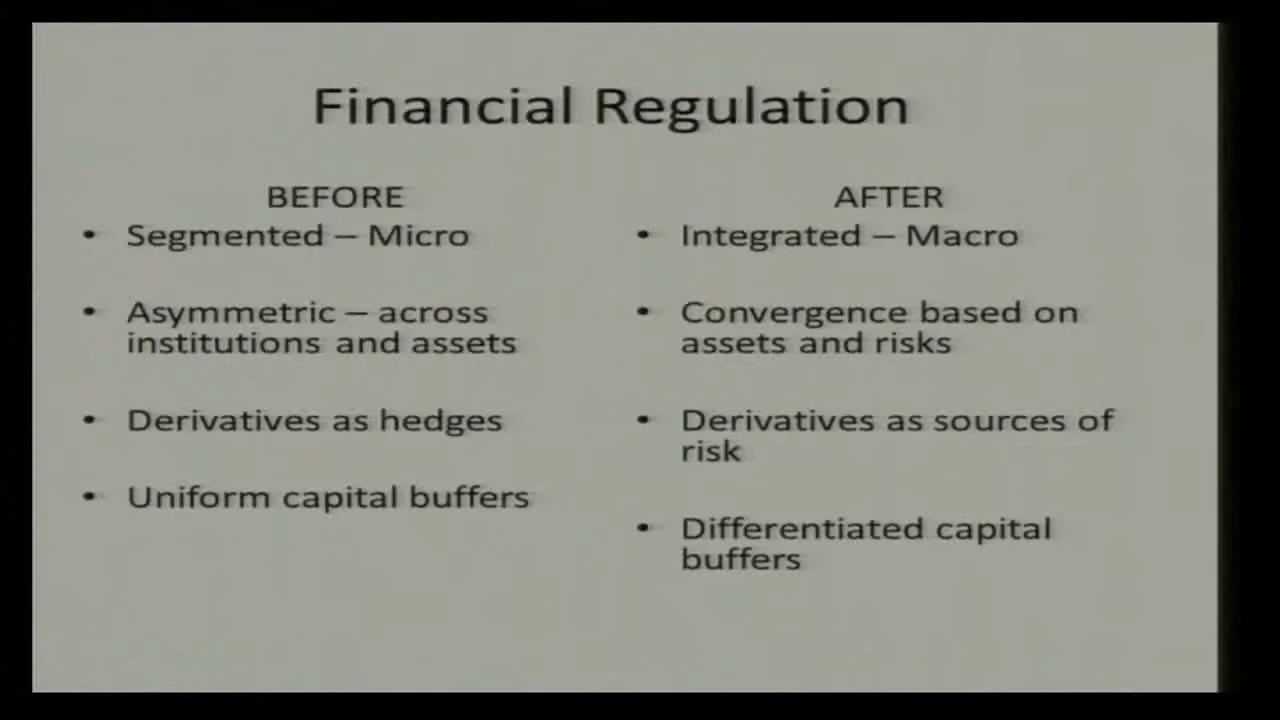 Financial Regulation
BEFORE
• Segmented – Micro
• Asymmetric – across
institutions and assets
• Derivatives as hedges
• Uniform capital buffers
AFTER
• Integrated – Macro
• Convergence based on
assets and risks
• Derivatives as sources of
risk
• Differentiated capital
buffers